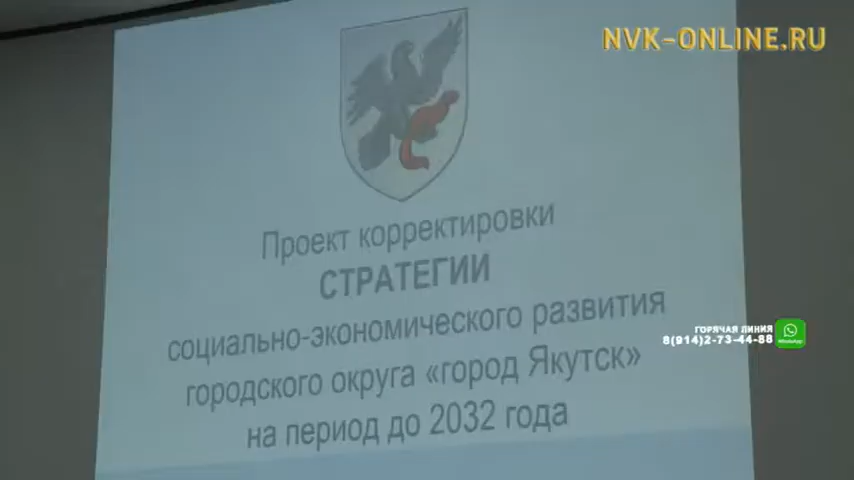 NVK-ONLINE.RU
Проект корректировки
СТРАТЕГИИ
социально-экономического развития
городского округа «город Якутск»
на период до 2032 года
ГОРЯЧАЯ ЛИНИЯ
8(914)2-73-44-88
WhatsApp